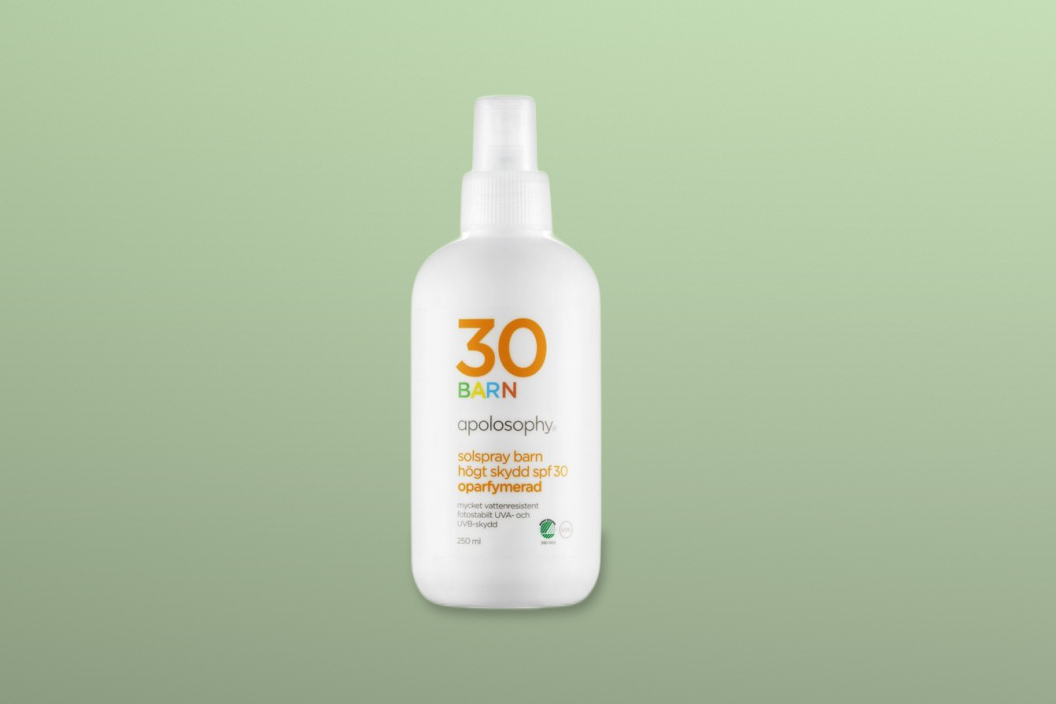 30
BARN
apolosophy®
solspray barn
högt skydd spf 30
oparfymerad
mycket vattenresistent
fotostabilt UVA- och
UVB-skydd
250 ml
UVA